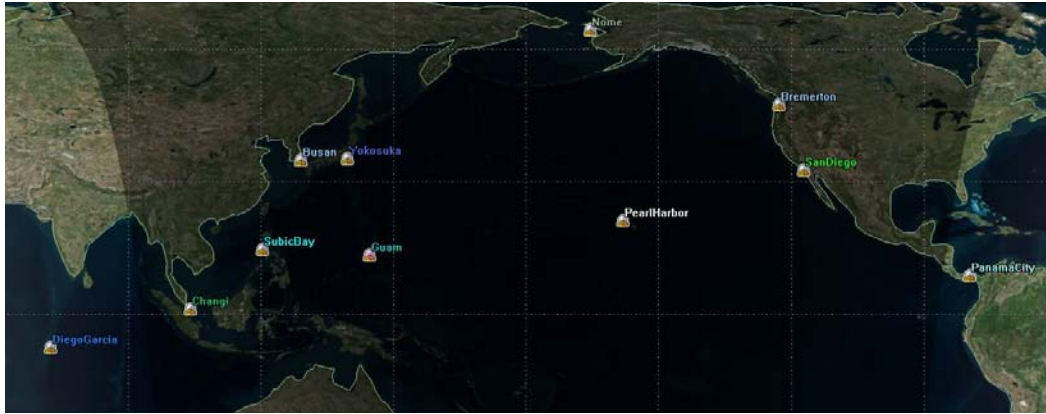 Nome
Bremerton
Busan
Yokosuka
SanDiego
PearlHarbor
SubicBay
Guam
PanamaCity
Changi
DiegoGarcia